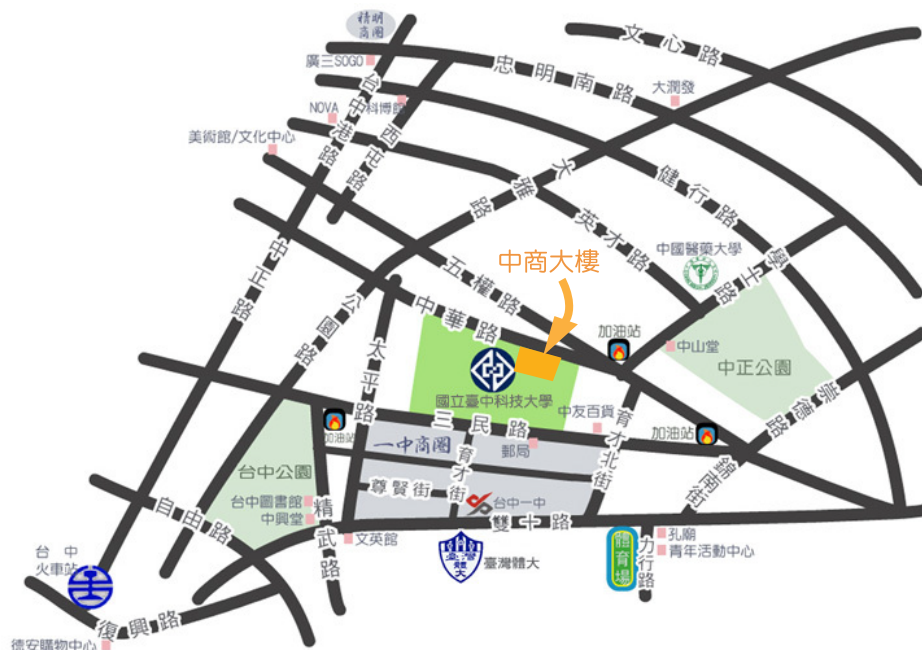 精明
商圈
文心路
廣三SOGO
忠明南路
大潤發
NOVA
科博館
台中港路
西屯路
美術館/文化中心
大雅路
健行路
英才路
學士路
中國醫藥大學
中商大樓
五權路
中正路
公園路
中華路
太平路
加油站
中山堂
中正公園
國立臺中科技大學
崇德路
三民路
中友百貨
育才北街
加油站
加油站
一中商圈
郵局
育才街
錦南街
台中公園
尊賢街
台中一中
台中圖書館
中興堂
自由路
精武路
雙十路
文英館
臺灣
體大
臺灣體大
體育場
力行路
孔廟
青年活動中心
台中
火車站
復興路
德安購物中心